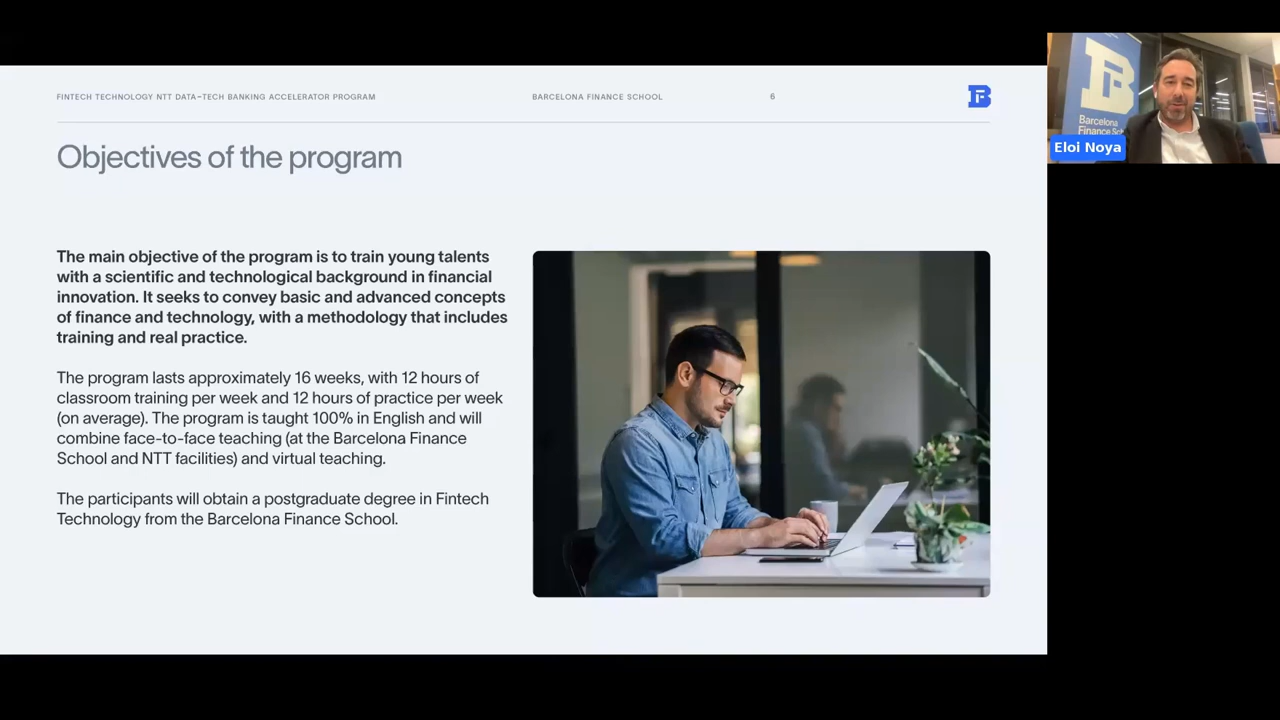 FINTECH TECHNOLOGY NTT DATA-TECH BANKING ACCELERATOR PROGRAM
BARCELONA FINANCE SCHOOL
6
Objectives of the program
The main objective of the program is to train young talents
with a scientific and technological background in financial
innovation. It seeks to convey basic and advanced concepts
of finance and technology, with a methodology that includes
training and real practice.
The program lasts approximately 16 weeks, with 12 hours of
classroom training per week and 12 hours of practice per week
(on average). The program is taught 100% in English and will
combine face-to-face teaching (at the Barcelona Finance
School and NTT facilities) and virtual teaching.
The participants will obtain a postgraduate degree in Fintech
Technology from the Barcelona Finance School.
Barcelona
Finance Sch
Eloi Noya